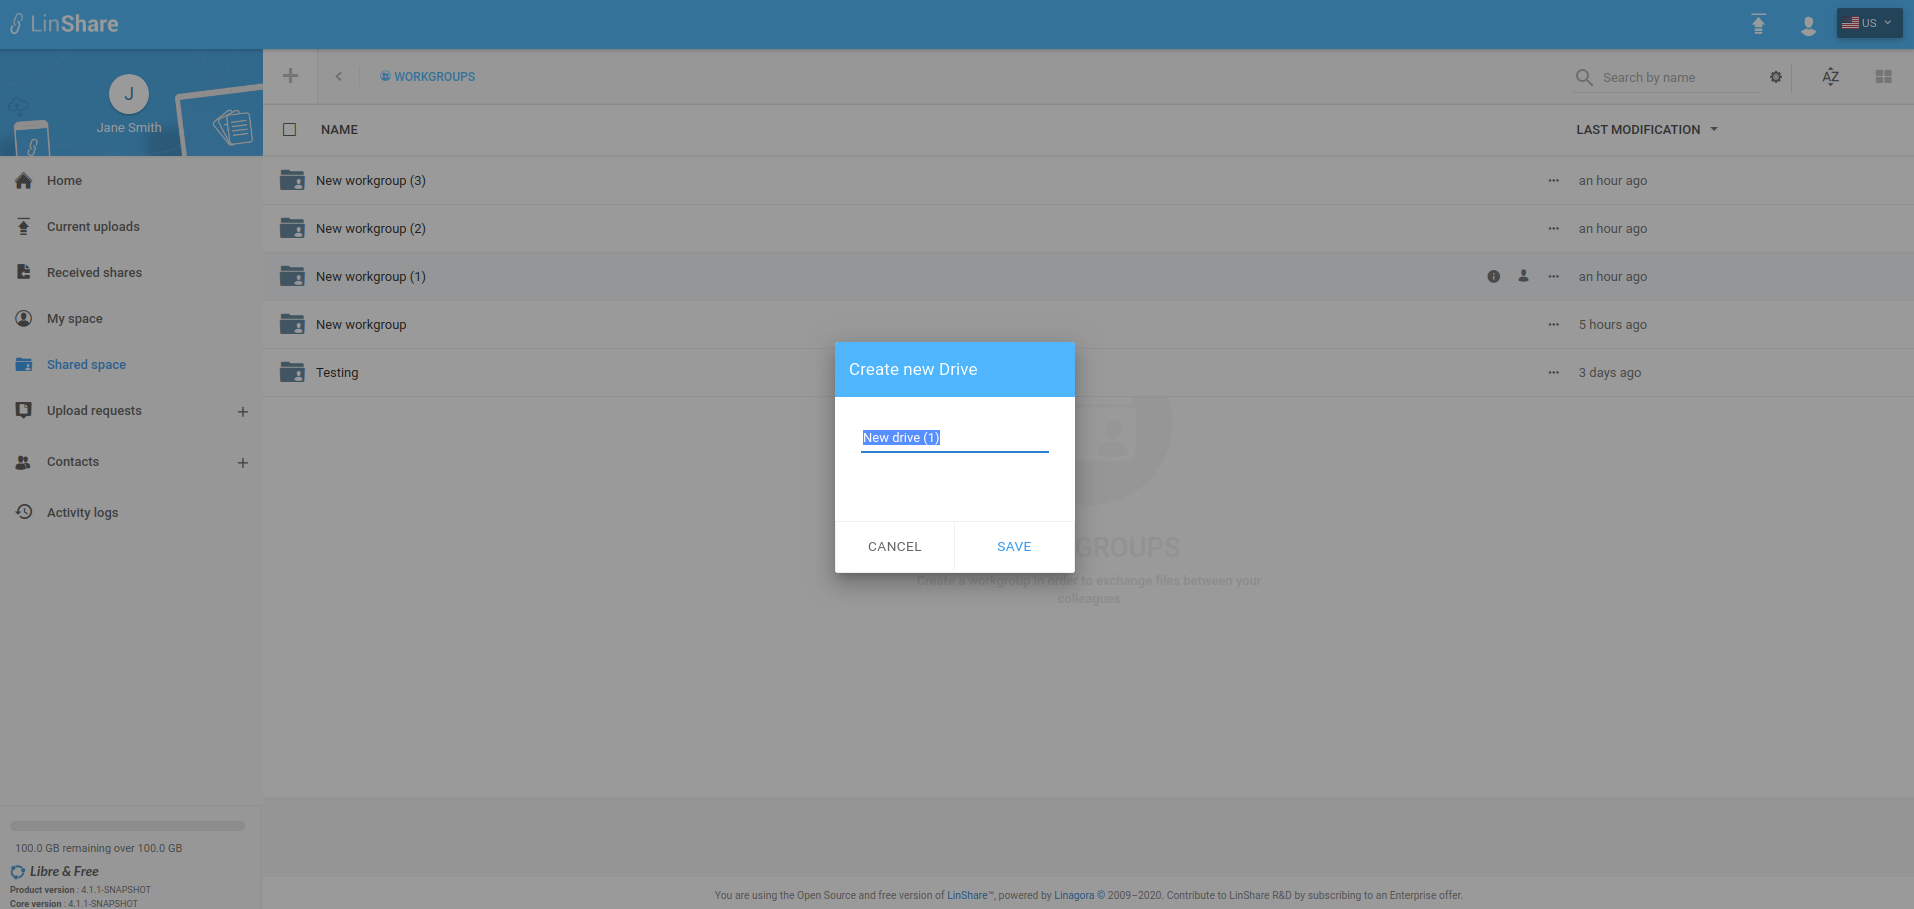 LinShare
US
J
Jane Smith
WORKGROUPS
Search by name
AZ
NAME
LAST MODIFICATION
Home
Current uploads
Received shares
My space
Shared space
Upload requests
Contacts
Activity logs
New workgroup (3)
an hour ago
New workgroup (2)
an hour ago
New workgroup (1)
an hour ago
New workgroup
5 hours ago
Testing
3 days ago
Create new Drive
New drive (1)
CANCEL
SAVE
GROUPS
Create a workgroup in order to exchange files between your
colleagues
100.0 GB remaining over 100.0 GB
Libre & Free
Product version : 4.1.1-SNAPSHOT
Core version : 4.1.1-SNAPSHOT
You are using the Open Source and free version of LinShare™, powered by Linagora © 2009–2020. Contribute to LinShare R&D by subscribing to an Enterprise offer.